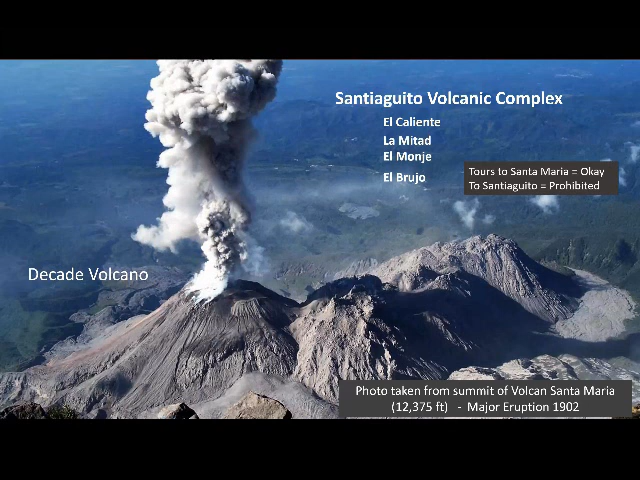 Santiaguito Volcanic Complex
El Caliente
La Mitad
El Monje
El Brujo
Tours to Santa Maria = Okay
To Santiaguito = Prohibited
Decade Volcano
Photo taken from summit of Volcan Santa Maria
(12,375 ft) - Major Eruption 1902